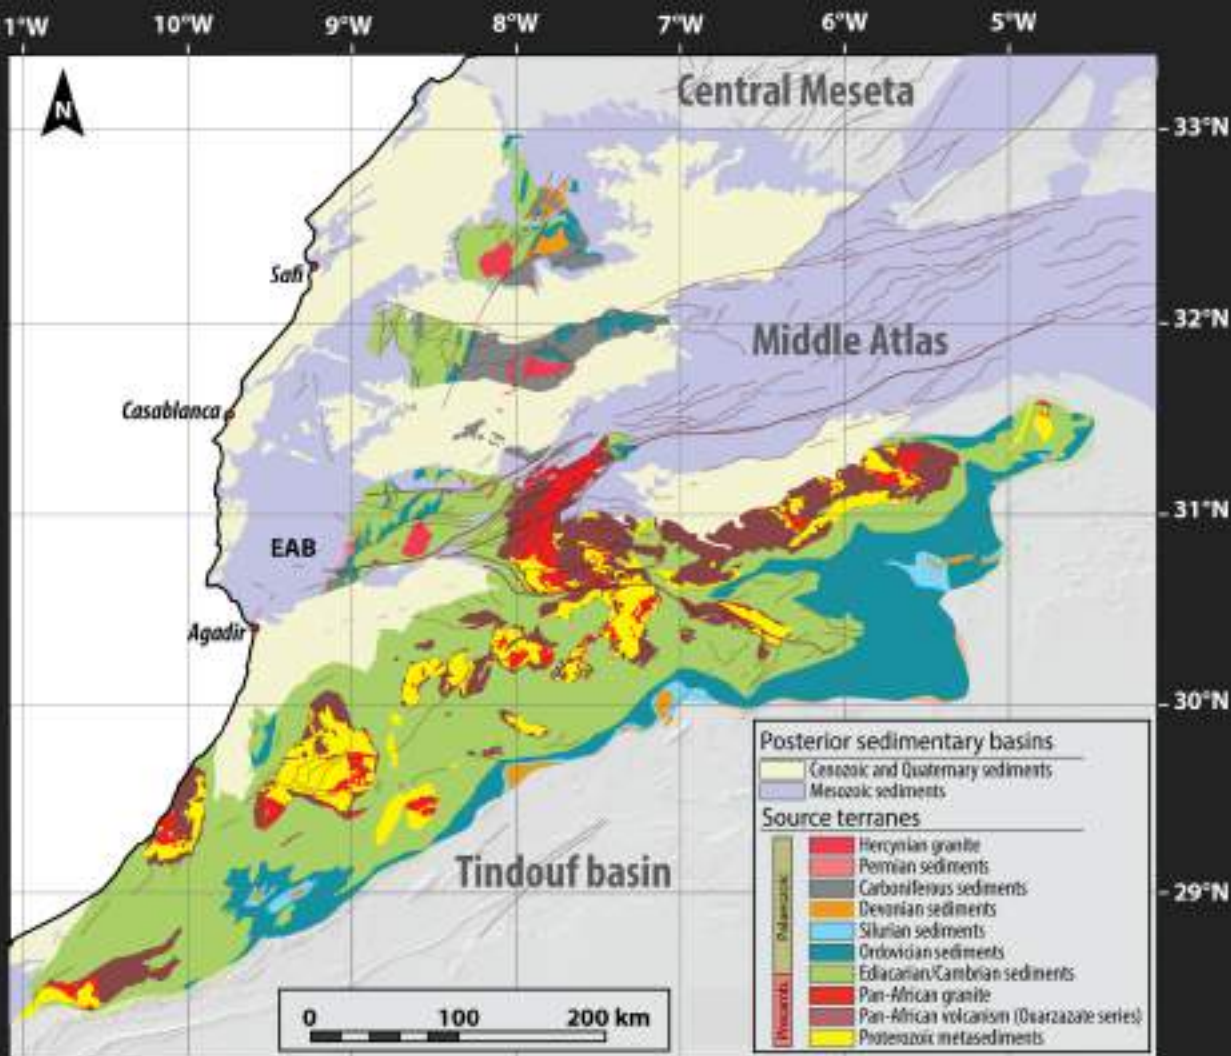 1°W 10°W 9°W 8°W 7°W 6°W 5°W
N
Central Meseta
33°N
Safi
32°N
Middle Atlas
Casablanca
31°N
EAB
Agadir
30°N
Posterior sedimentary basins
Cenozoic and Quaternary sediments
Mesozoic sediments
Source terranes
Hercynian granite
Permian sediments
Tindouf basin
Carboniferous sediments
29°N
Devonian sediments
Silurian sediments
Ordovician sediments
Ediacarian/Cambrian sediments
Pan-African granite
Pan-African volcanism (Ouarzazate series)
Proterozoic metasediments
Paleozoic
Precamb.
0 100 200 km